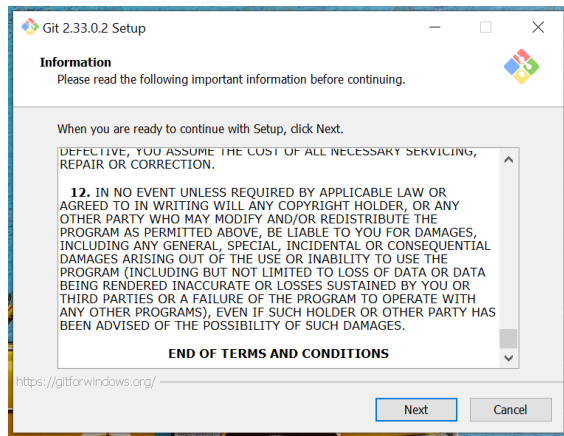 Git 2.33.0.2 Setup
Information
Please read the following important information before continuing.
When you are ready to continue with Setup, click Next.
DEFECTIVE, YOU ASSUME THE COST OF ALL NECESSARY SERVICING,
REPAIR OR CORRECTION.
12. IN NO EVENT UNLESS REQUIRED BY APPLICABLE LAW OR
AGREED TO IN WRITING WILL ANY COPYRIGHT HOLDER, OR ANY
OTHER PARTY WHO MAY MODIFY AND/OR REDISTRIBUTE THE
PROGRAM AS PERMITTED ABOVE, BE LIABLE TO YOU FOR DAMAGES,
INCLUDING ANY GENERAL, SPECIAL, INCIDENTAL OR CONSEQUENTIAL
DAMAGES ARISING OUT OF THE USE OR INABILITY TO USE THE
PROGRAM (INCLUDING BUT NOT LIMITED TO LOSS OF DATA OR DATA
BEING RENDERED INACCURATE OR LOSSES SUSTAINED BY YOU OR
THIRD PARTIES OR A FAILURE OF THE PROGRAM TO OPERATE WITH
ANY OTHER PROGRAMS), EVEN IF SUCH HOLDER OR OTHER PARTY HAS
BEEN ADVISED OF THE POSSIBILITY OF SUCH DAMAGES.
END OF TERMS AND CONDITIONS
https://gitforwindows.org/
Next Cancel